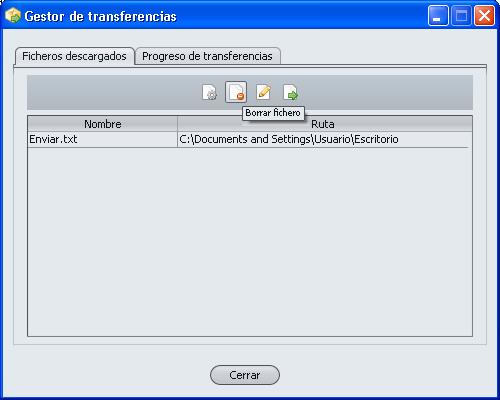 Gestor de transferencias
Ficheros descargados
Progreso de transferencias
Borrar fichero
Nombre
Ruta
Enviar.txt
C:\Documents and Settings\Usuario\Escritorio
Cerrar